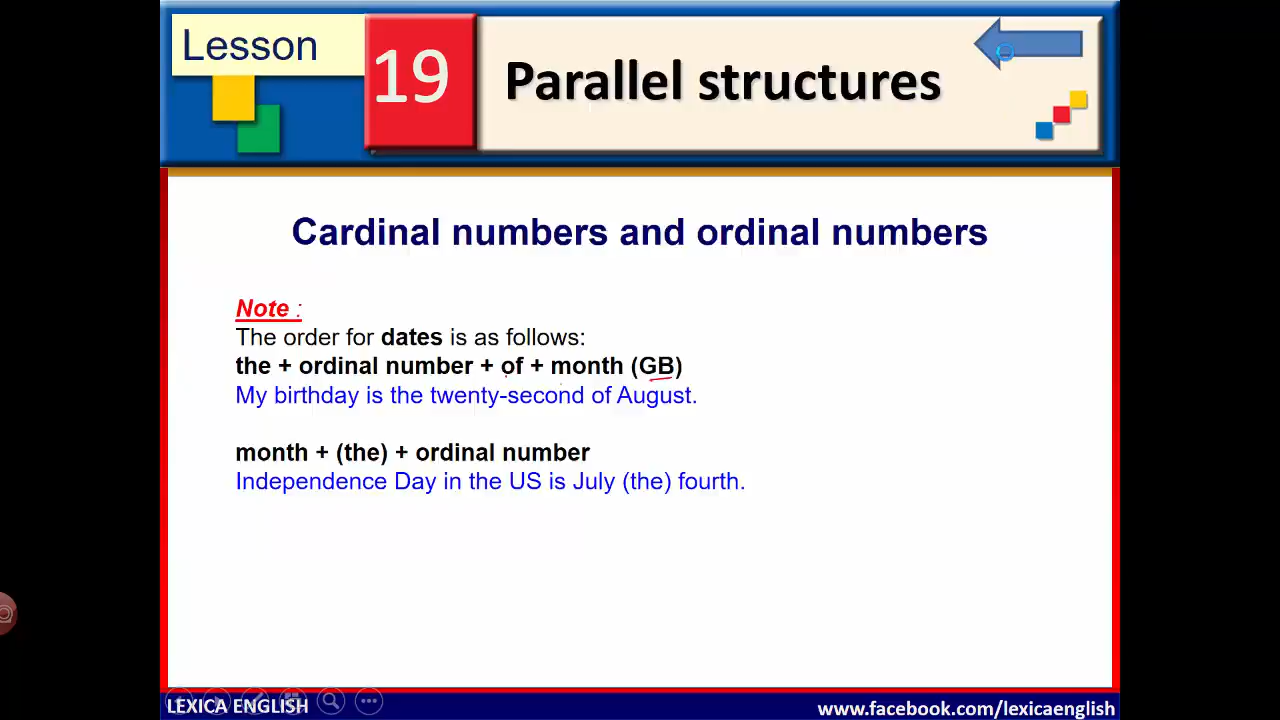 Lesson
19
Parallel structures
Cardinal numbers and ordinal numbers
Note :
The order for dates is as follows:
the + ordinal number + of + month (GB)
My birthday is the twenty-second of August.
month + (the) + ordinal number
Independence Day in the US is July (the) fourth.
LEXICA ENGLISH
www.facebook.com/lexicaenglish